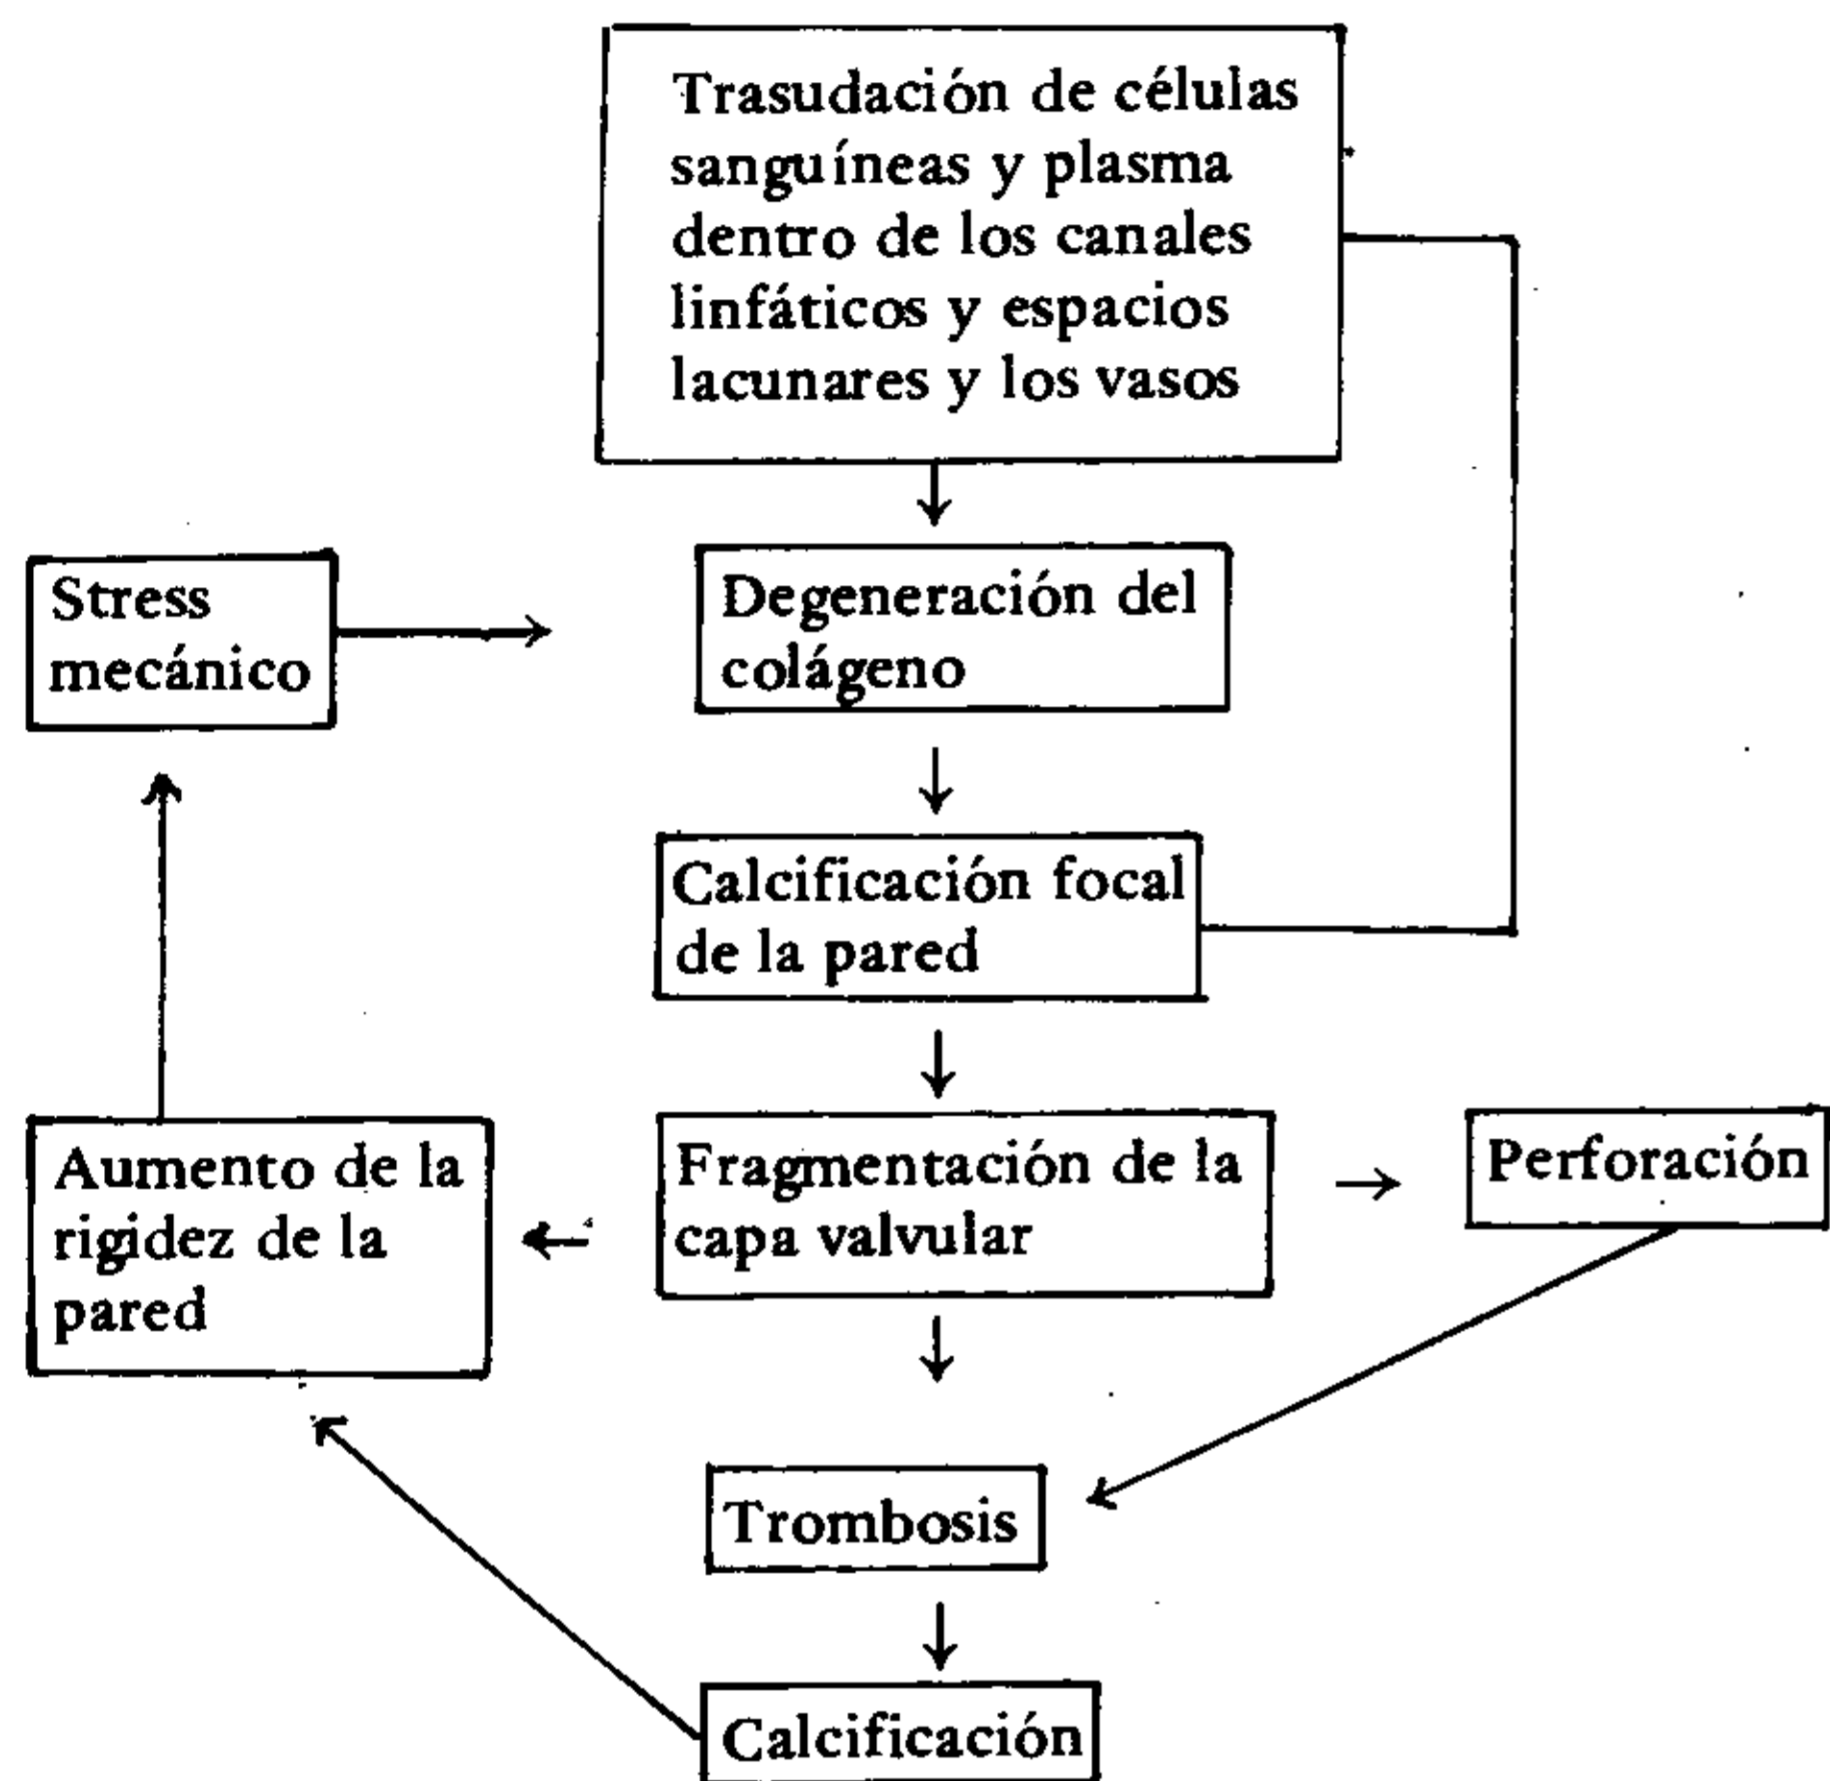 Trasudación de células
sanguíneas y plasma
dentro de los canales
linfáticos y espacios
lacunares y los vasos
Stress
mecánico
Degeneración del
colágeno
Calcificación focal
de la pared
Aumento de la
rigidez de la
pared
Fragmentación de la
capa valvular
Perforación
Trombosis
Calcificación